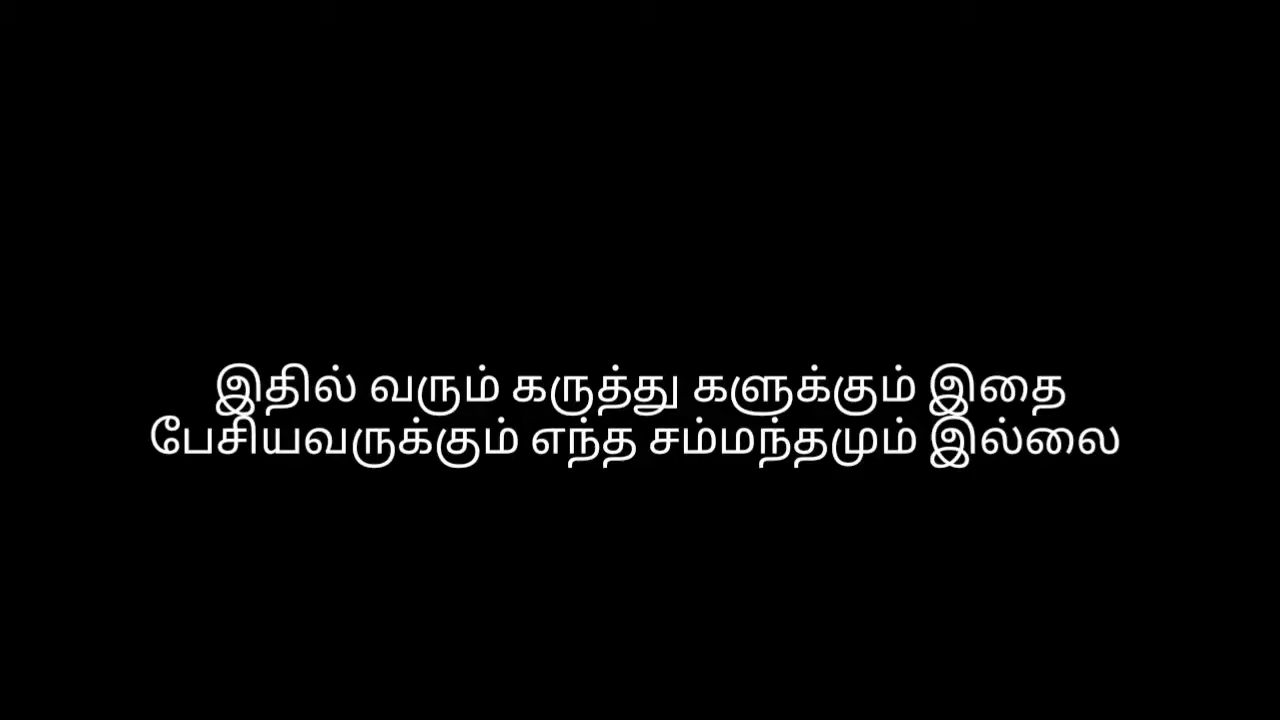 இதில் வரும் கருத்து களுக்கும் இதை
பேசியவருக்கும் எந்த சம்மந்தமும் இல்லை